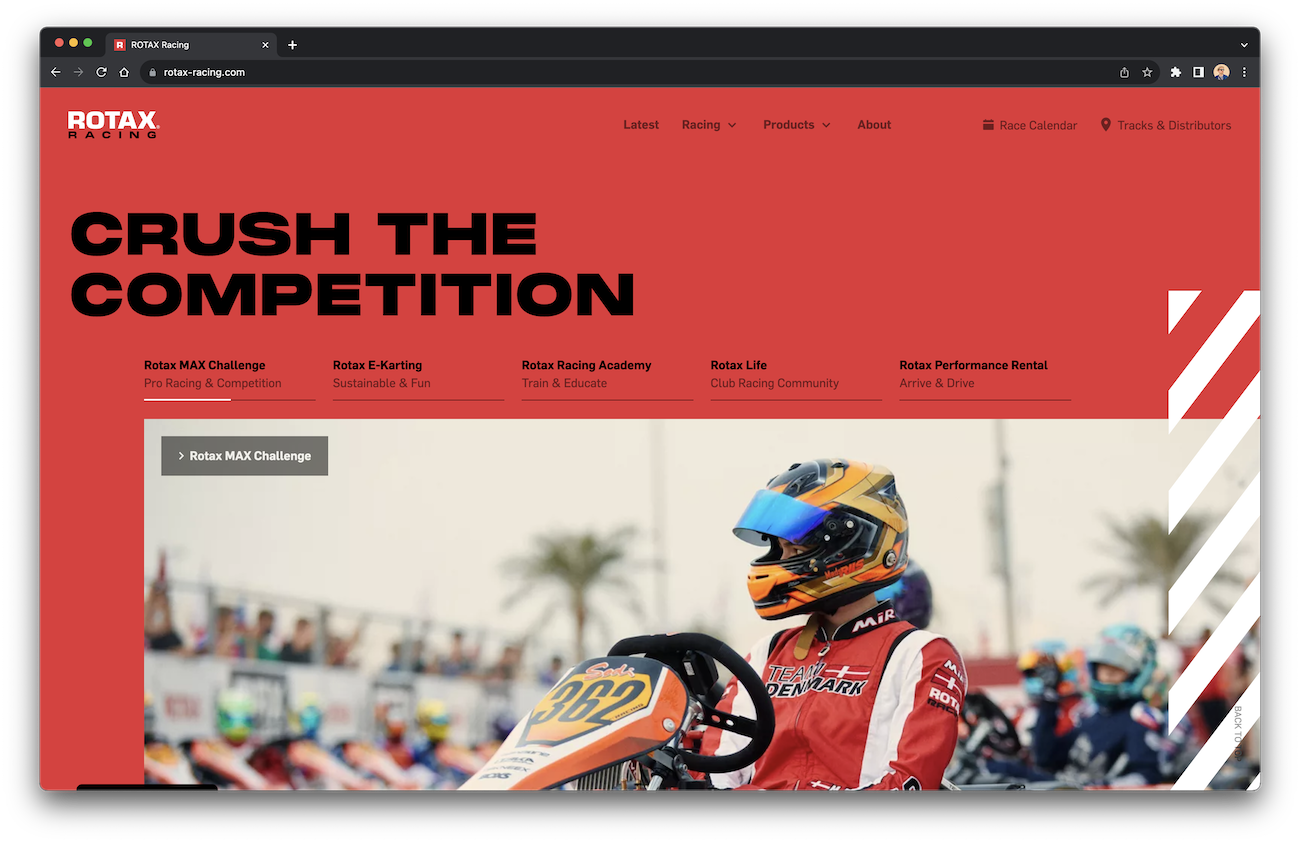 R ROTAX Racing
rotax-racing.com
ROTAX
RACING
Latest
Racing
Products
About
Race Calendar
Tracks & Distributors
CRUSH THE
COMPETITION
Rotax MAX Challenge
Pro Racing & Competition
Rotax E-Karting
Sustainable & Fun
Rotax Racing Academy
Train & Educate
Rotax Life
Club Racing Community
Rotax Performance Rental
Arrive & Drive
Rotax MAX Challenge
MIR
TEAM
DENMARK
ROTAX
Sodi
362
BACK TO TOP